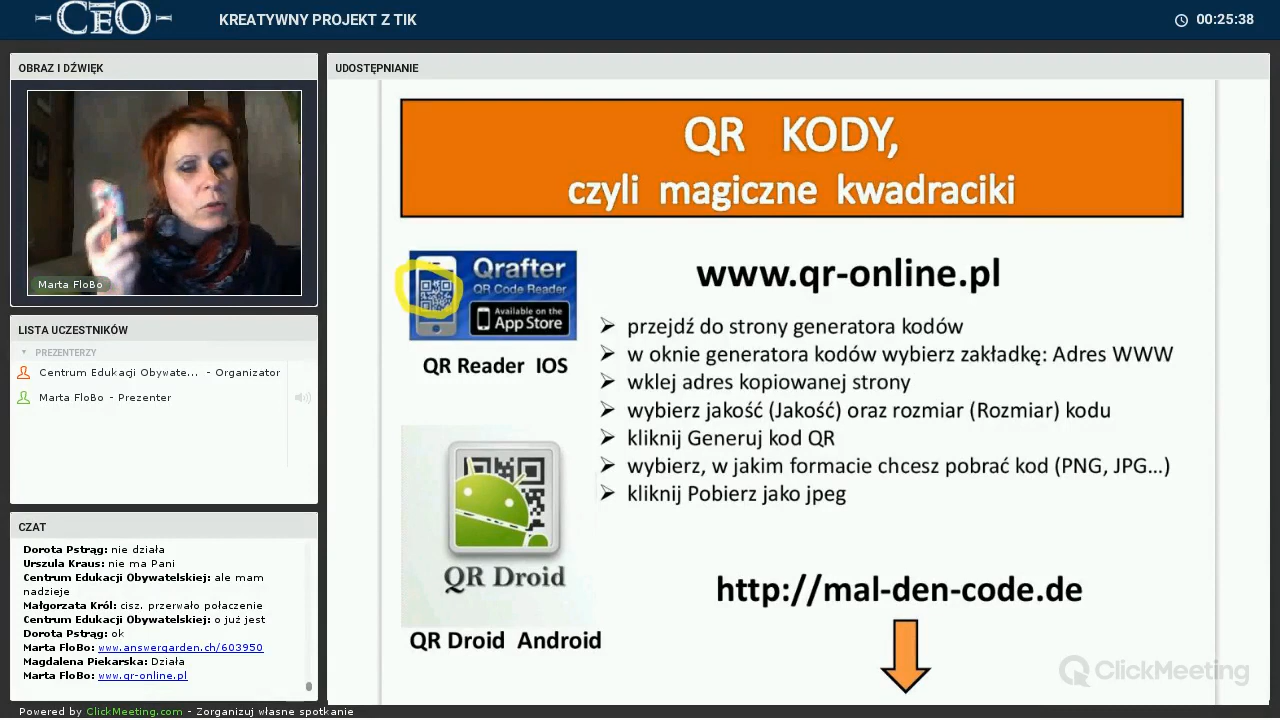 CEO
KREATYWNY PROJEKT Z TIK
00:25:38
OBRAZ I DŹWIĘK
Marta FloBo
LISTA UCZESTNIKÓW
PREZENTERZY
Centrum Edukacji Obywate... - Organizator
Marta FloBo - Prezenter
CZAT
Dorota Pstrąg: nie działa
Urszula Kraus: nie ma Pani
Centrum Edukacji Obywatelskiej: ale mam
nadzieje
Małgorzata Król: cisz. przerwało połaczenie
Centrum Edukacji Obywatelskiej: o już jest
Dorota Pstrąg: ok
Marta FloBo: www.answergarden.ch/603950
Magdalena Piekarska: Działa
Marta FloBo: www.qr-online.pl
UDOSTĘPNIANIE
QR KODY,
czyli magiczne kwadraciki
Qrafter
QR Code Reader
Available on the
App Store
QR Reader IOS
QR Droid
QR Droid Android
www.qr-online.pl
przejdź do strony generatora kodów
w oknie generatora kodów wybierz zakładkę: Adres WWW
wklej adres kopiowanej strony
wybierz jakość (Jakość) oraz rozmiar (Rozmiar) kodu
kliknij Generuj kod QR
wybierz, w jakim formacie chcesz pobrać kod (PNG, JPG...)
kliknij Pobierz jako jpeg
http://mal-den-code.de
ClickMeeting
Powered by ClickMeeting.com - Zorganizuj własne spotkanie